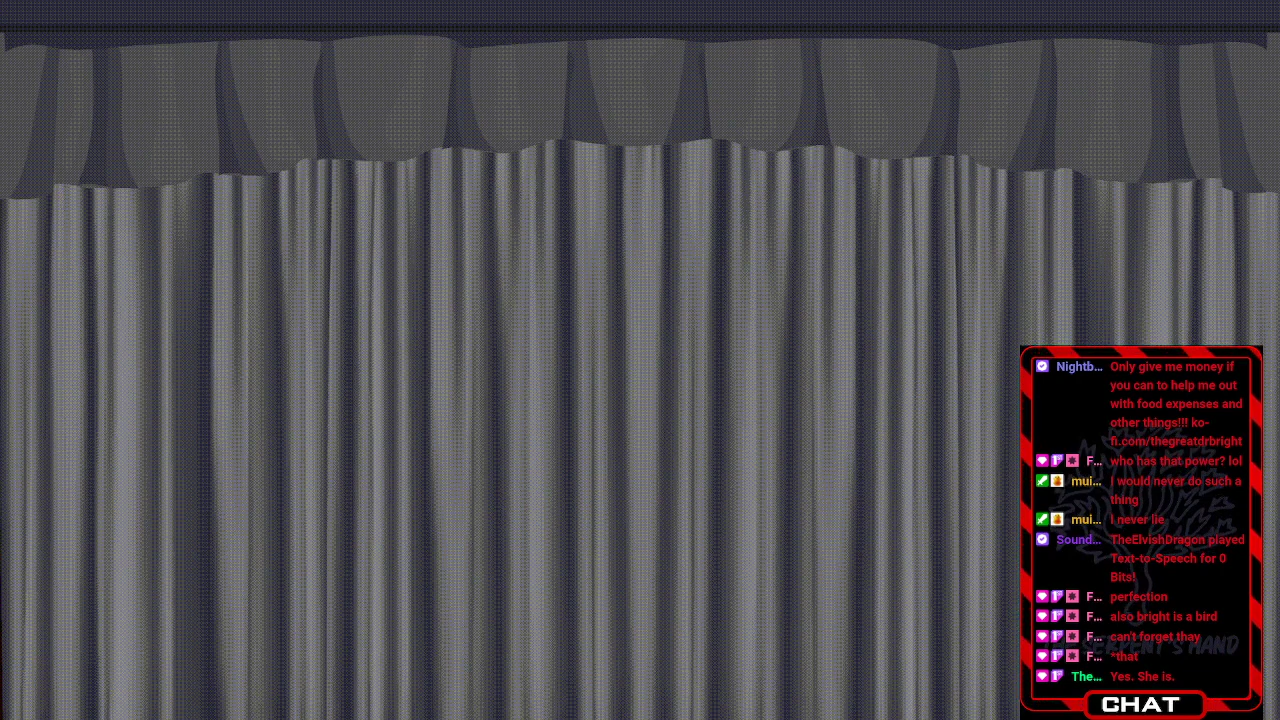 Nightb... Only give me money if
you can to help me out
with food expenses and
other things!!! ko-
fi.com/thegreatdrbright
F... who has that power? lol
mui... I would never do such a
thing
mui... I never lie
Sound... TheElvishDragon played
Text-to-Speech for 0
Bits!
F... perfection
F... also bright is a bird
F... can't forget thay
THE SERPENT'S HAND
F... *that
The... Yes. She is.
CHAT